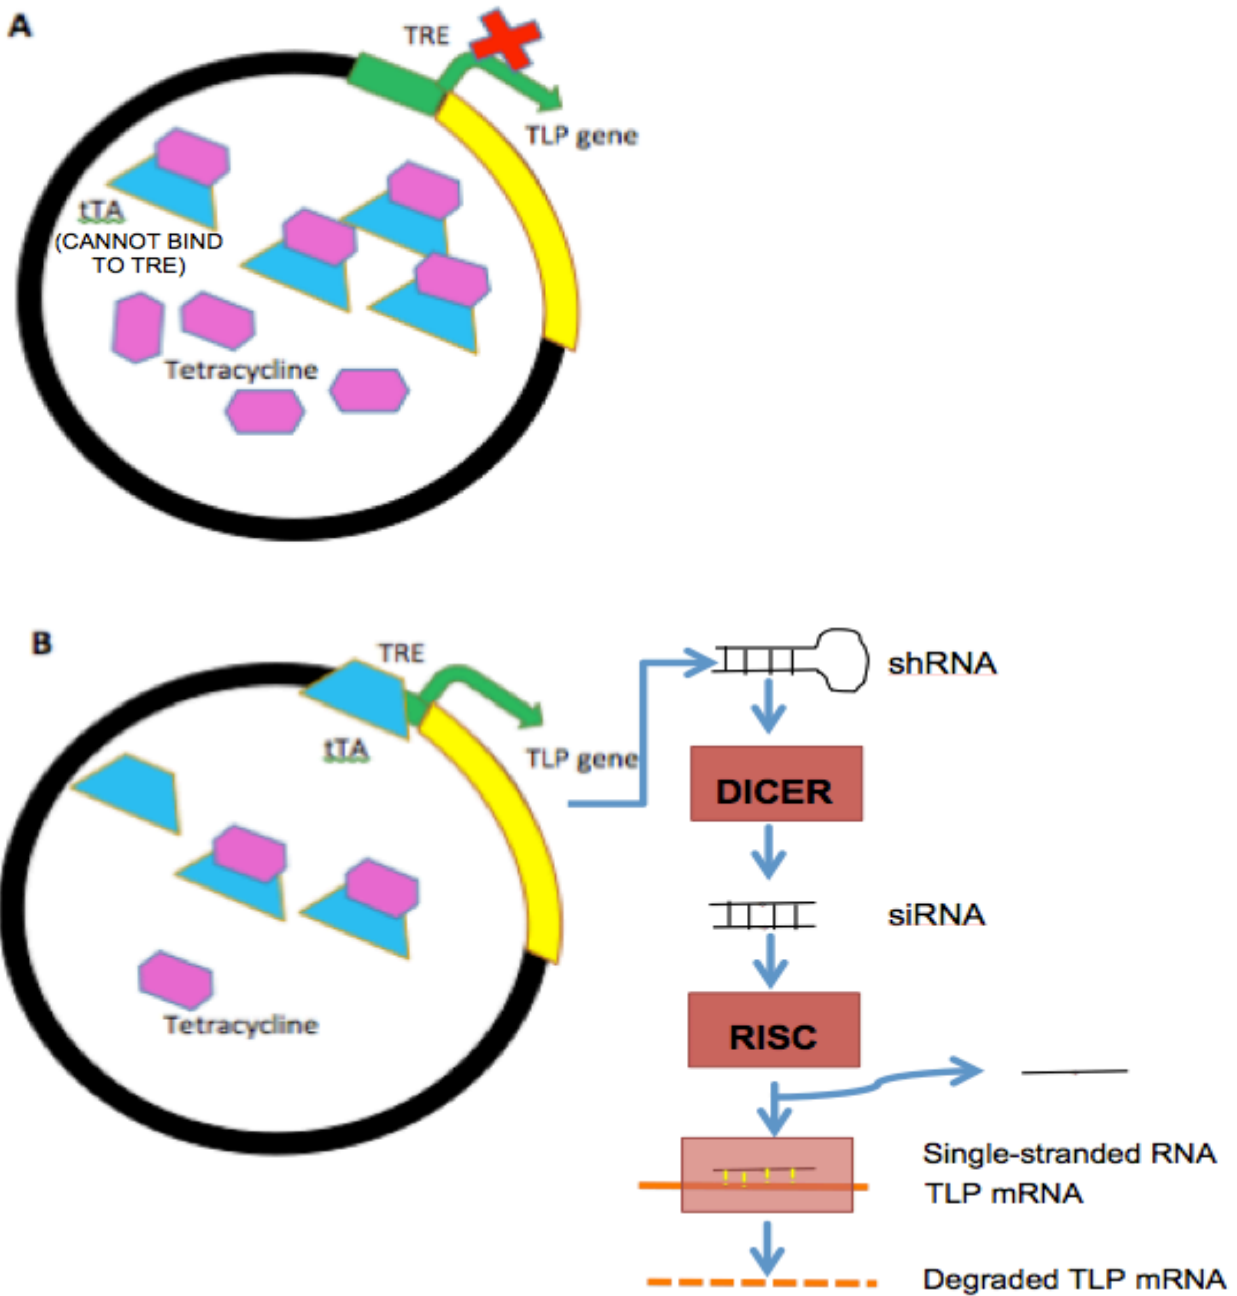 A
TRE
TLP gene
tTA
(CANNOT BIND
TO TRE)
Tetracycline
B
TRE
tTA
TLP gene
Tetracycline
shRNA
DICER
siRNA
RISC
Single-stranded RNA
TLP mRNA
Degraded TLP mRNA